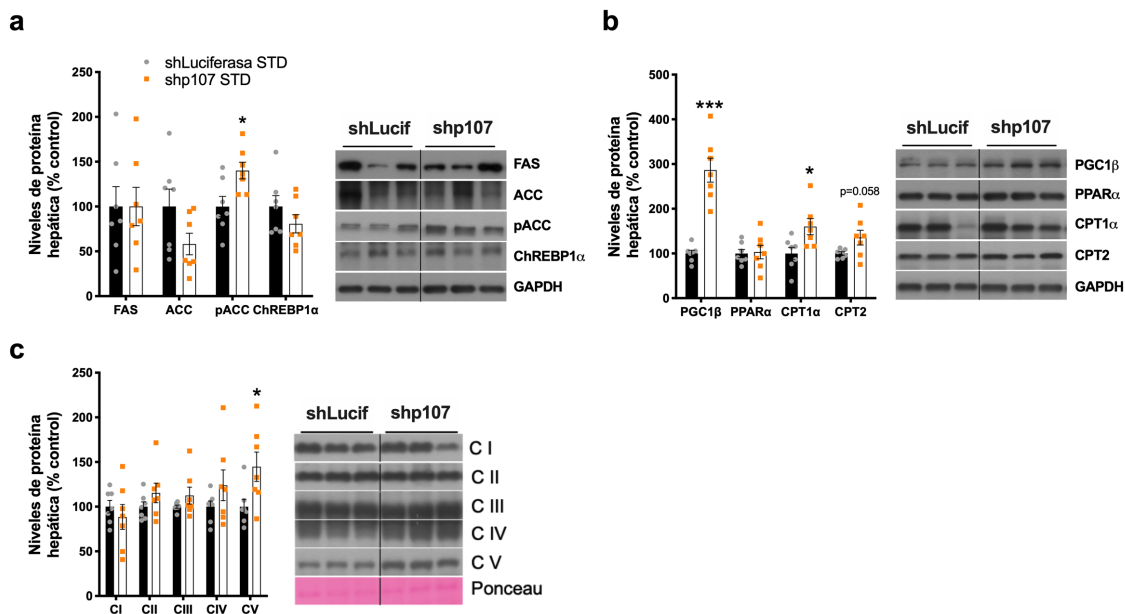 a
shLuciferasa STD
shp107 STD
Niveles de proteína
hepática (% control)
200
150
100
50
0
*
FAS
ACC
pACC
ChREBP1α
shLucif
shp107
FAS
ACC
pACC
ChREBP1α
GAPDH
b
Niveles de proteína
hepática (% control)
500
400
300
200
100
0
***
*
p=0.058
PGC1β
PPARα
CPT1α
CPT2
shLucif
shp107
PGC1β
PPARα
CPT1α
CPT2
GAPDH
c
Niveles de proteína
hepática (% control)
250
200
150
100
50
0
*
CI
CII
CIII
CIV
CV
shLucif
shp107
C I
C II
C III
C IV
C V
Ponceau